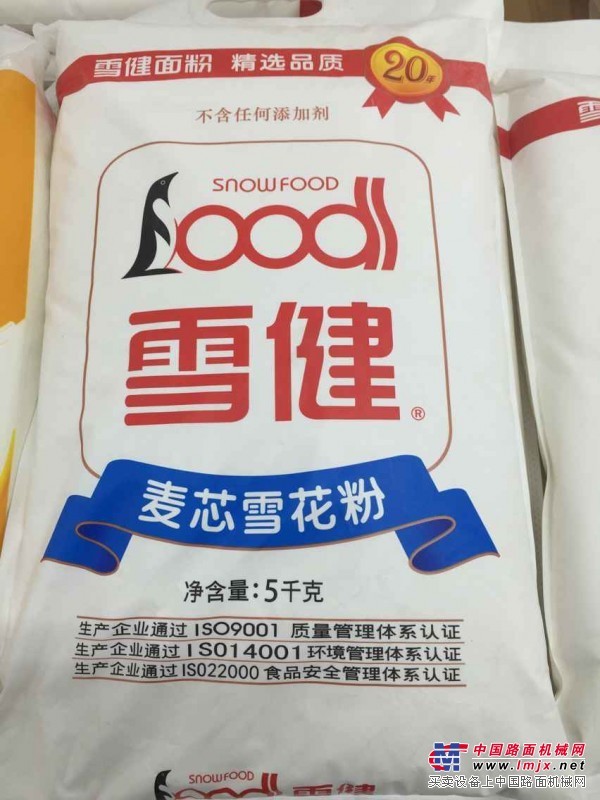 雪健面粉 精选品质
20年
不含任何添加剂
SNOWFOOD
foods
雪健®
麦芯雪花粉
净含量:5千克
生产企业通过ISO9001 质量管理体系认证
生产企业通过ISO14001环境管理体系认证
生产企业通过ISO22000食品安全管理体系认证
SNOWFOOD
中国路面机械网
www.lmjx.net
买卖设备上中国路面机械网